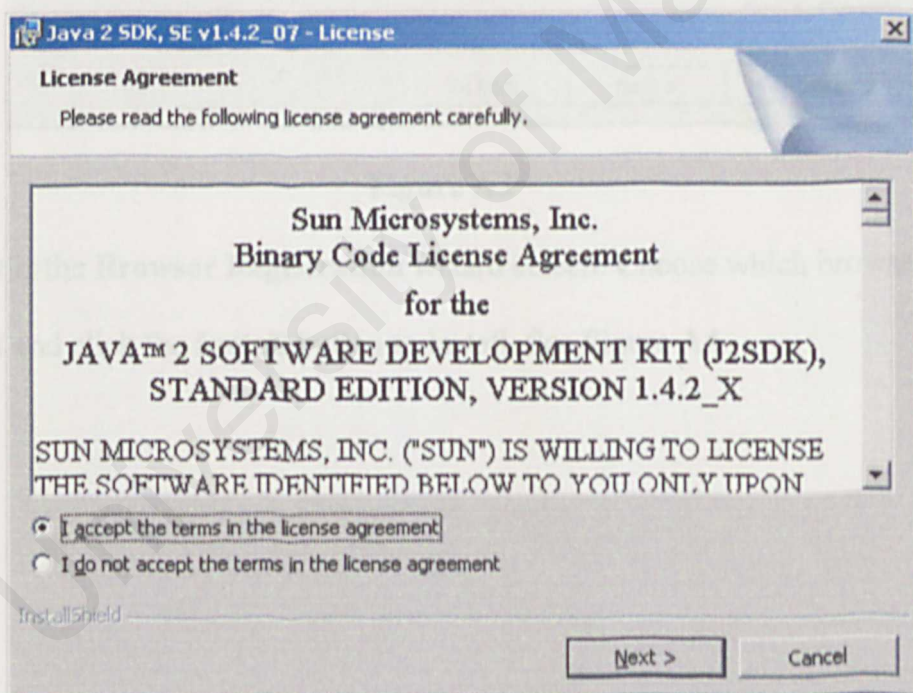 Java 2 SDK, SE v1.4.2_07 - License
License Agreement
Please read the following license agreement carefully.
Sun Microsystems, Inc.
Binary Code License Agreement
for the
JAVA™ 2 SOFTWARE DEVELOPMENT KIT (J2SDK),
STANDARD EDITION, VERSION 1.4.2_X
SUN MICROSYSTEMS, INC. ("SUN") IS WILLING TO LICENSE
THE SOFTWARE IDENTIFIED BELOW TO YOU ONLY UPON
I accept the terms in the license agreement
I do not accept the terms in the license agreement
InstallShield
Next >
Cancel
University of Ma